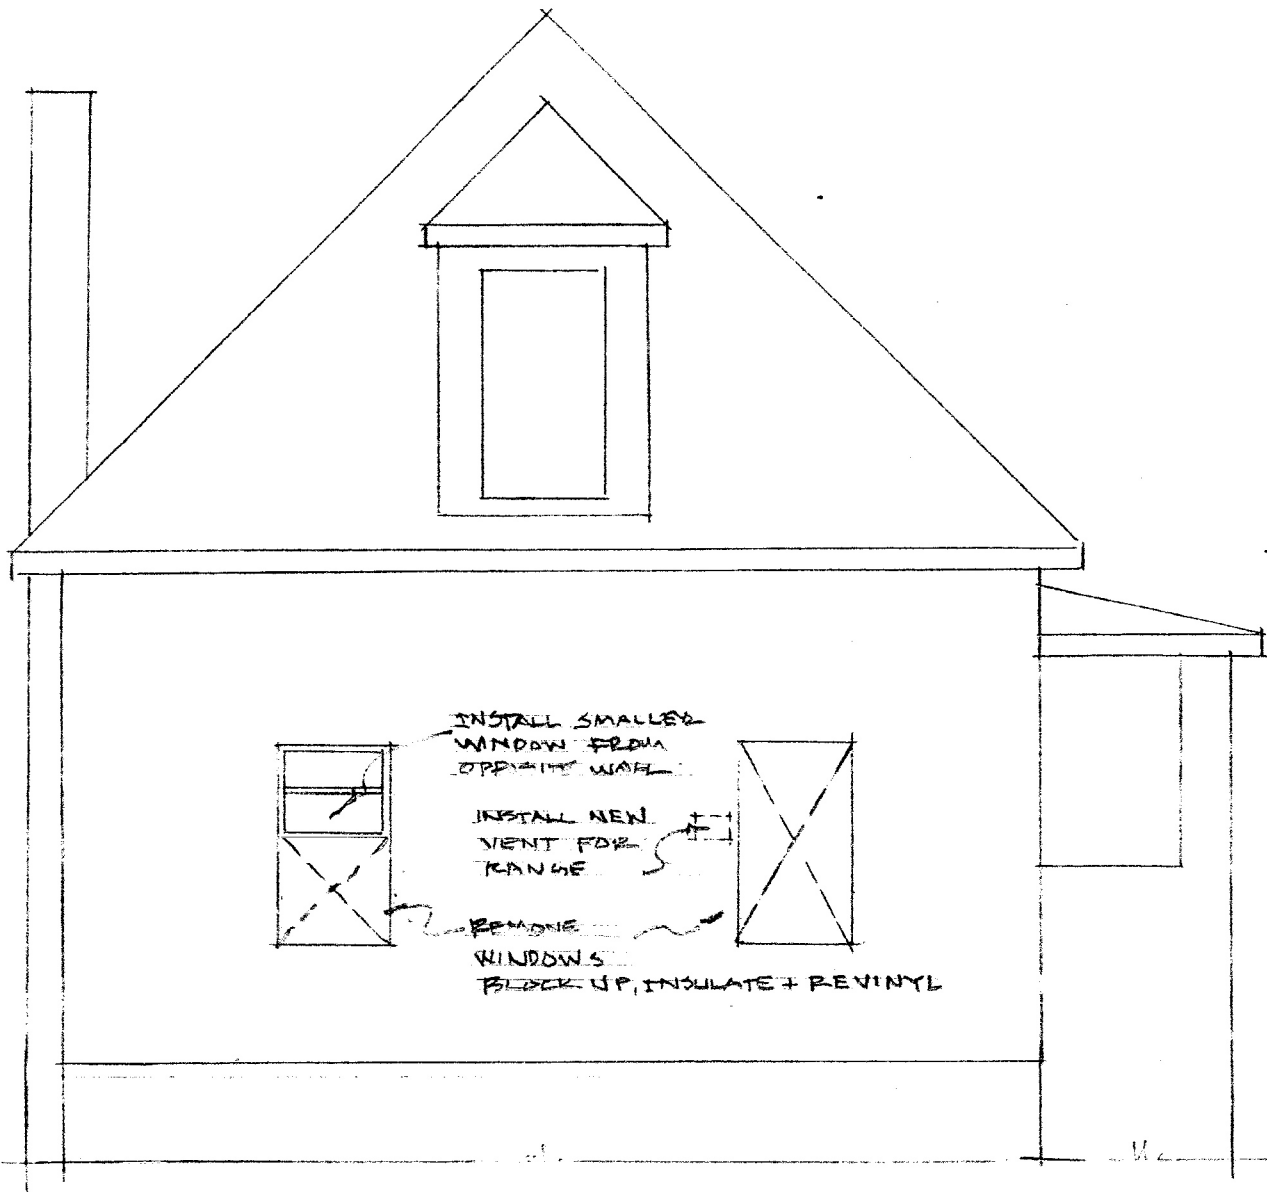 INSTALL SMALLER
WINDOW FROM
OPPOSITE WALL
INSTALL NEW
VENT FOR
RANGE
REMOVE
WINDOWS
BLOCK UP, INSULATE + REVINYL